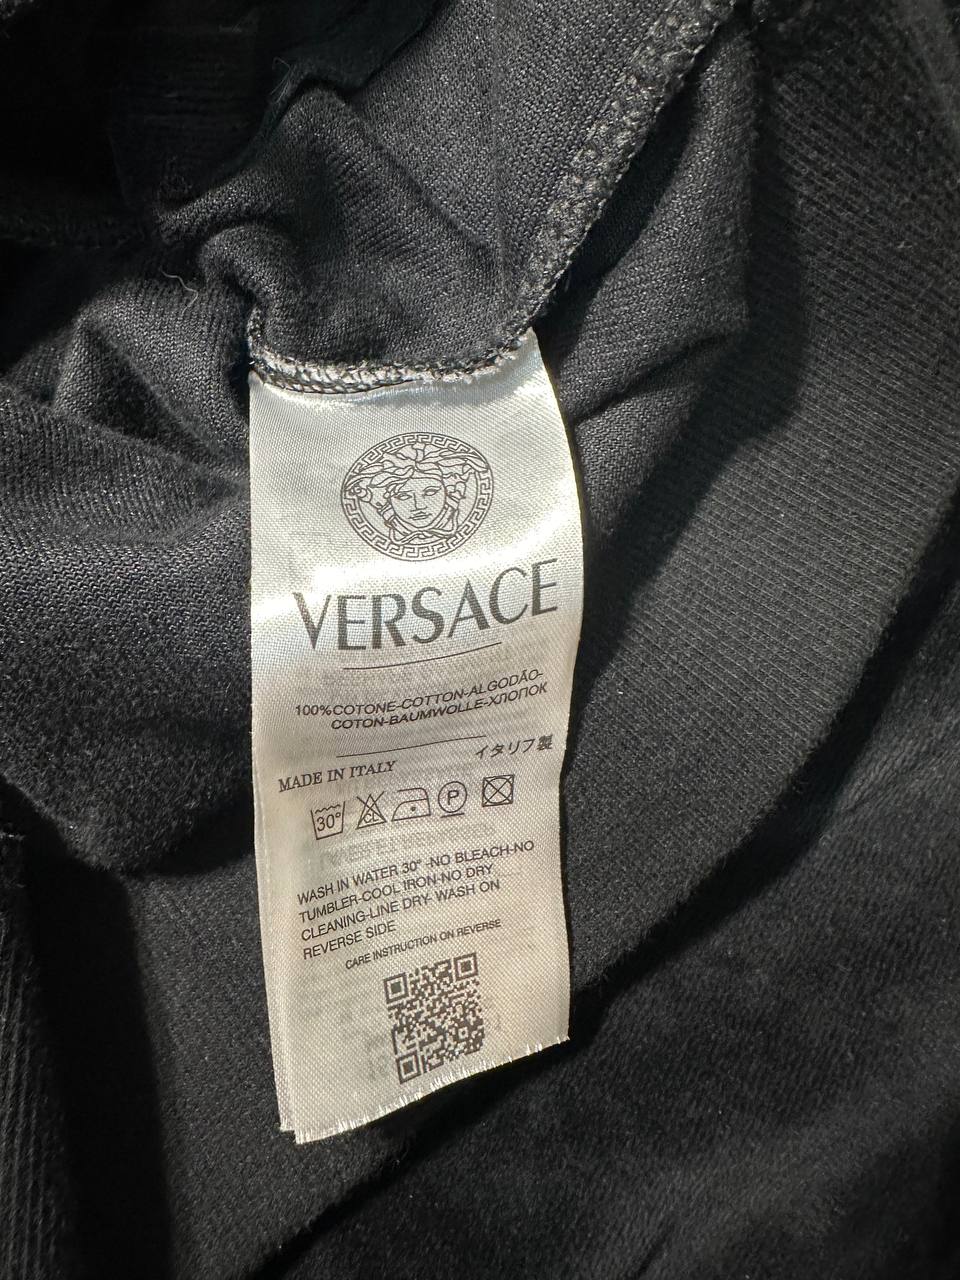 VERSACE
100%COTONE-COTTON-ALGODÃO-
COTON-BAUMWOLLE-ХЛОПОК
MADE IN ITALY イタリア製
30° CL P
WASH IN WATER 30° -NO BLEACH-NO
TUMBLER-COOL IRON-NO DRY
CLEANING-LINE DRY- WASH ON
REVERSE SIDE
CARE INSTRUCTION ON REVERSE